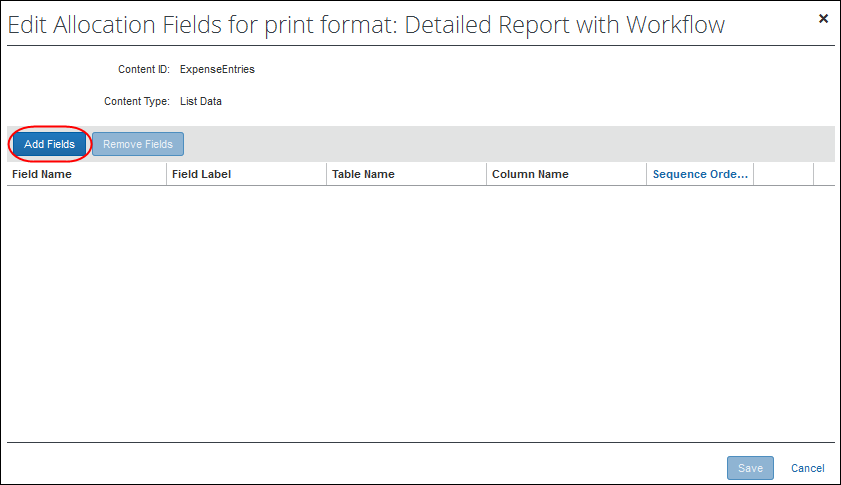 Edit Allocation Fields for print format: Detailed Report with Workflow
Content ID: ExpenseEntries
Content Type: List Data
Add Fields Remove Fields
Field Name Field Label Table Name Column Name Sequence Orde...
Save Cancel